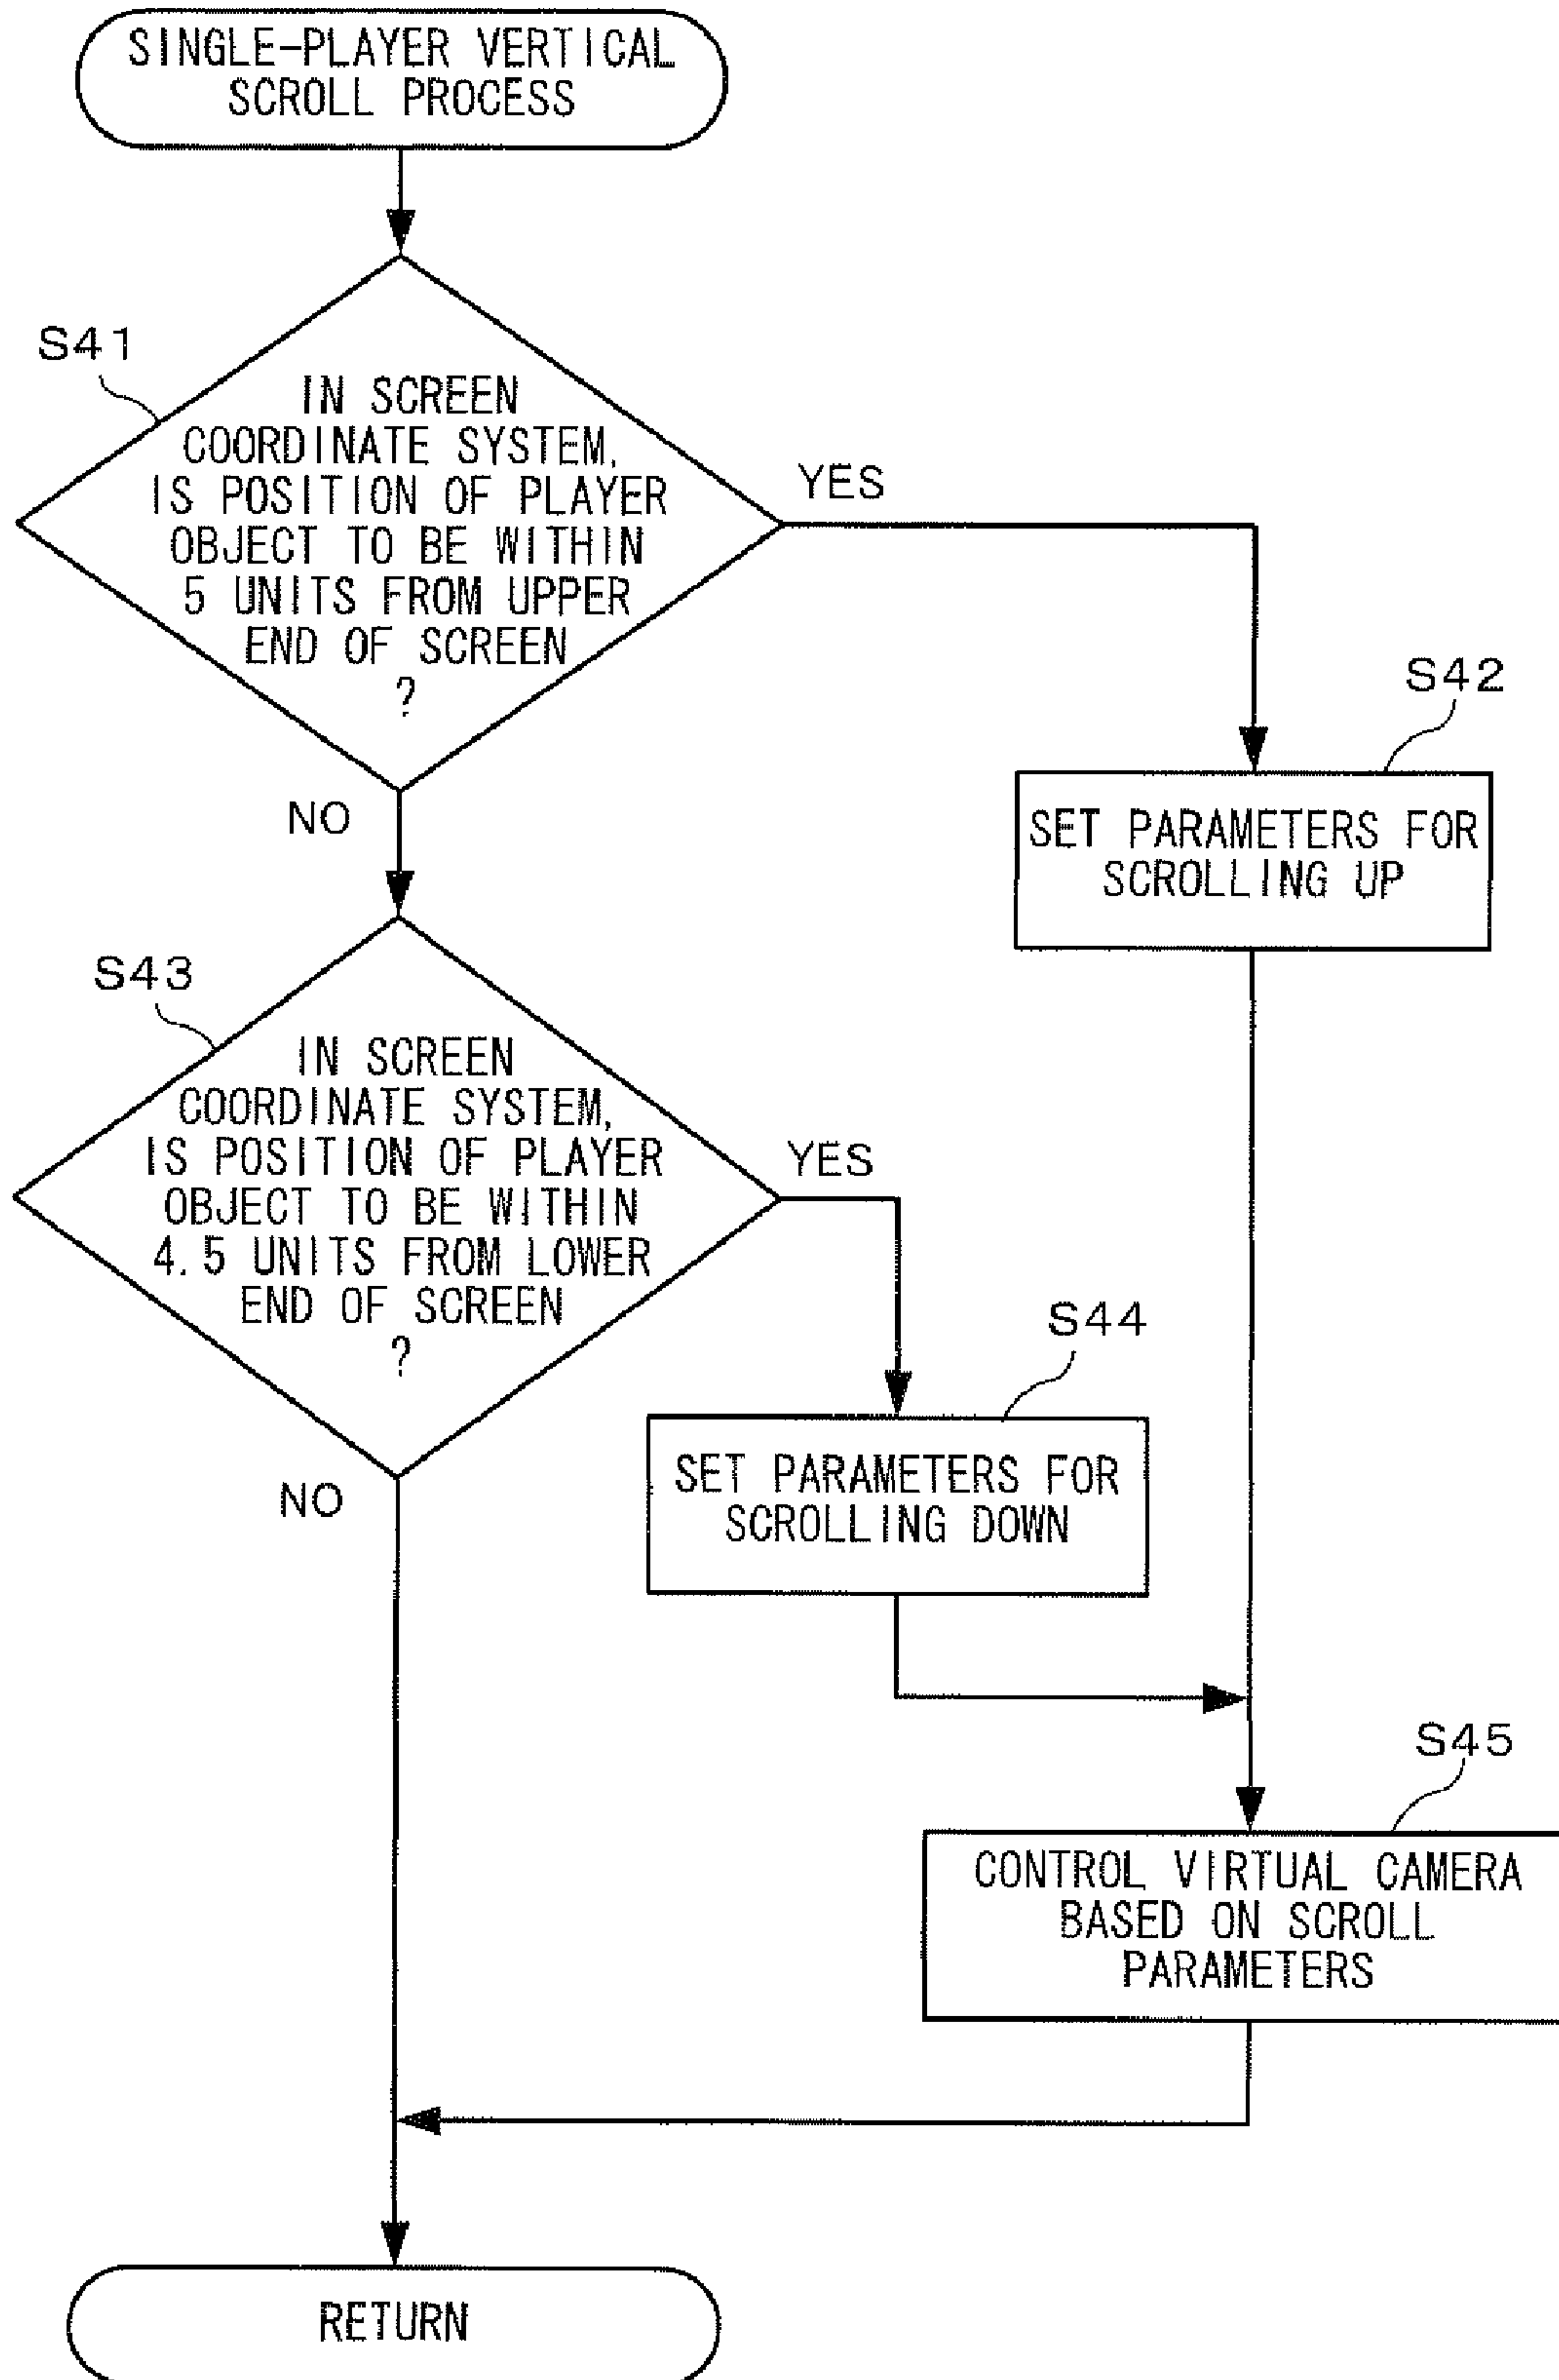 SINGLE-PLAYER VERTICAL
SCROLL PROCESS
S41
IN SCREEN
COORDINATE SYSTEM,
IS POSITION OF PLAYER
OBJECT TO BE WITHIN
5 UNITS FROM UPPER
END OF SCREEN
?
YES
NO
S42
SET PARAMETERS FOR
SCROLLING UP
S43
IN SCREEN
COORDINATE SYSTEM,
IS POSITION OF PLAYER
OBJECT TO BE WITHIN
4.5 UNITS FROM LOWER
END OF SCREEN
?
YES
NO
S44
SET PARAMETERS FOR
SCROLLING DOWN
S45
CONTROL VIRTUAL CAMERA
BASED ON SCROLL
PARAMETERS
RETURN